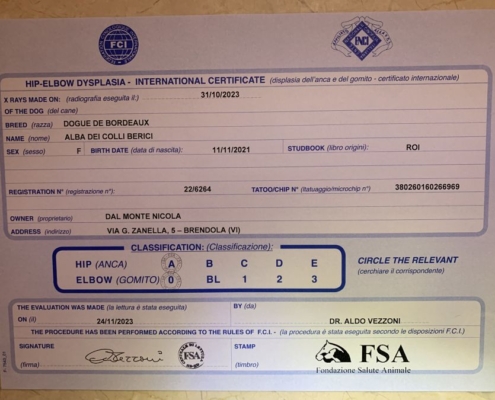 FCI
ENCI
HIP-ELBOW DYSPLASIA - INTERNATIONAL CERTIFICATE (displasia dell'anca e del gomito - certificato internazionale)
X RAYS MADE ON: (radiografia eseguita il): 31/10/2023
OF THE DOG (del cane)
BREED (razza) DOGUE DE BORDEAUX
NAME (nome) ALBA DEI COLLI BERICI
SEX (sesso) F BIRTH DATE (data di nascita): 11/11/2021 STUDBOOK (libro origini): ROI
REGISTRATION N° (registrazione n°): 22/6264 TATOO/CHIP N° (tatuaggio/microchip n°) 380260160266969
OWNER (proprietario) DAL MONTE NICOLA
ADDRESS (indirizzo) VIA G. ZANELLA, 5 – BRENDOLA (VI)
CLASSIFICATION: (Classificazione):
HIP (ANCA) A B C D E
ELBOW (GOMITO) 0 BL 1 2 3
CIRCLE THE RELEVANT
(cerchiare il corrispondente)
THE EVALUATION WAS MADE (la lettura è stata eseguita) BY (da)
ON (il) 24/11/2023 DR. ALDO VEZZONI
THE PROCEDURE HAS BEEN PERFORMED ACCORDING TO THE RULES OF F.C.I. - (la procedura è stata eseguita secondo le disposizioni F.C.I.)
SIGNATURE STAMP
(firma) (timbro)
FSA
Fondazione Salute Animale